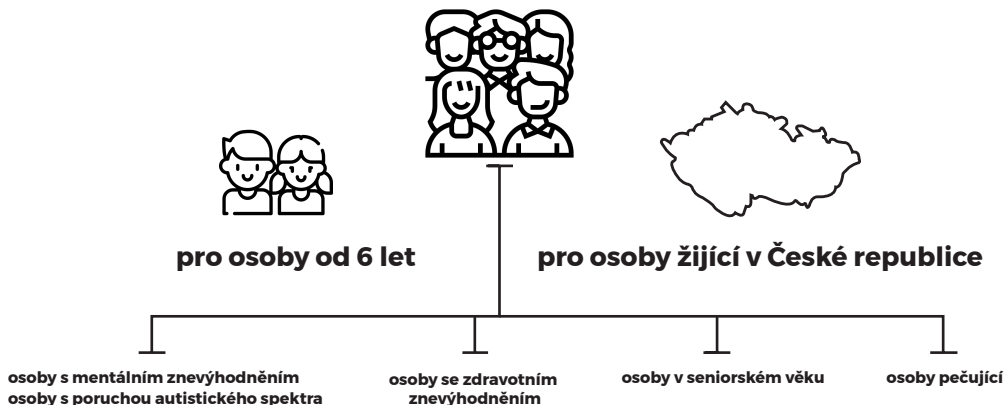 pro osoby od 6 let
pro osoby žijící v České republice
osoby s mentálním znevýhodněním
osoby s poruchou autistického spektra
osoby se zdravotním
znevýhodněním
osoby v seniorském věku
osoby pečující